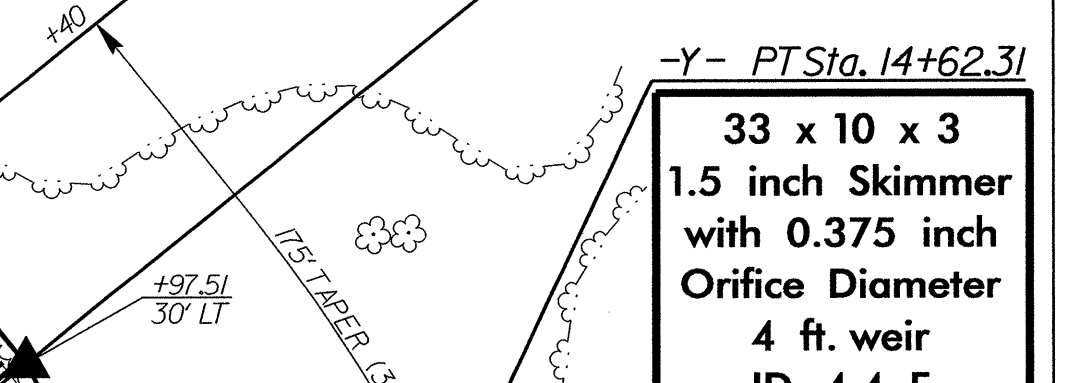 +40
-Y- PT Sta. 14+62.31
33 x 10 x 3
1.5 inch Skimmer
with 0.375 inch
Orifice Diameter
4 ft. weir
175' TAPER (3
+97.51
30' LT